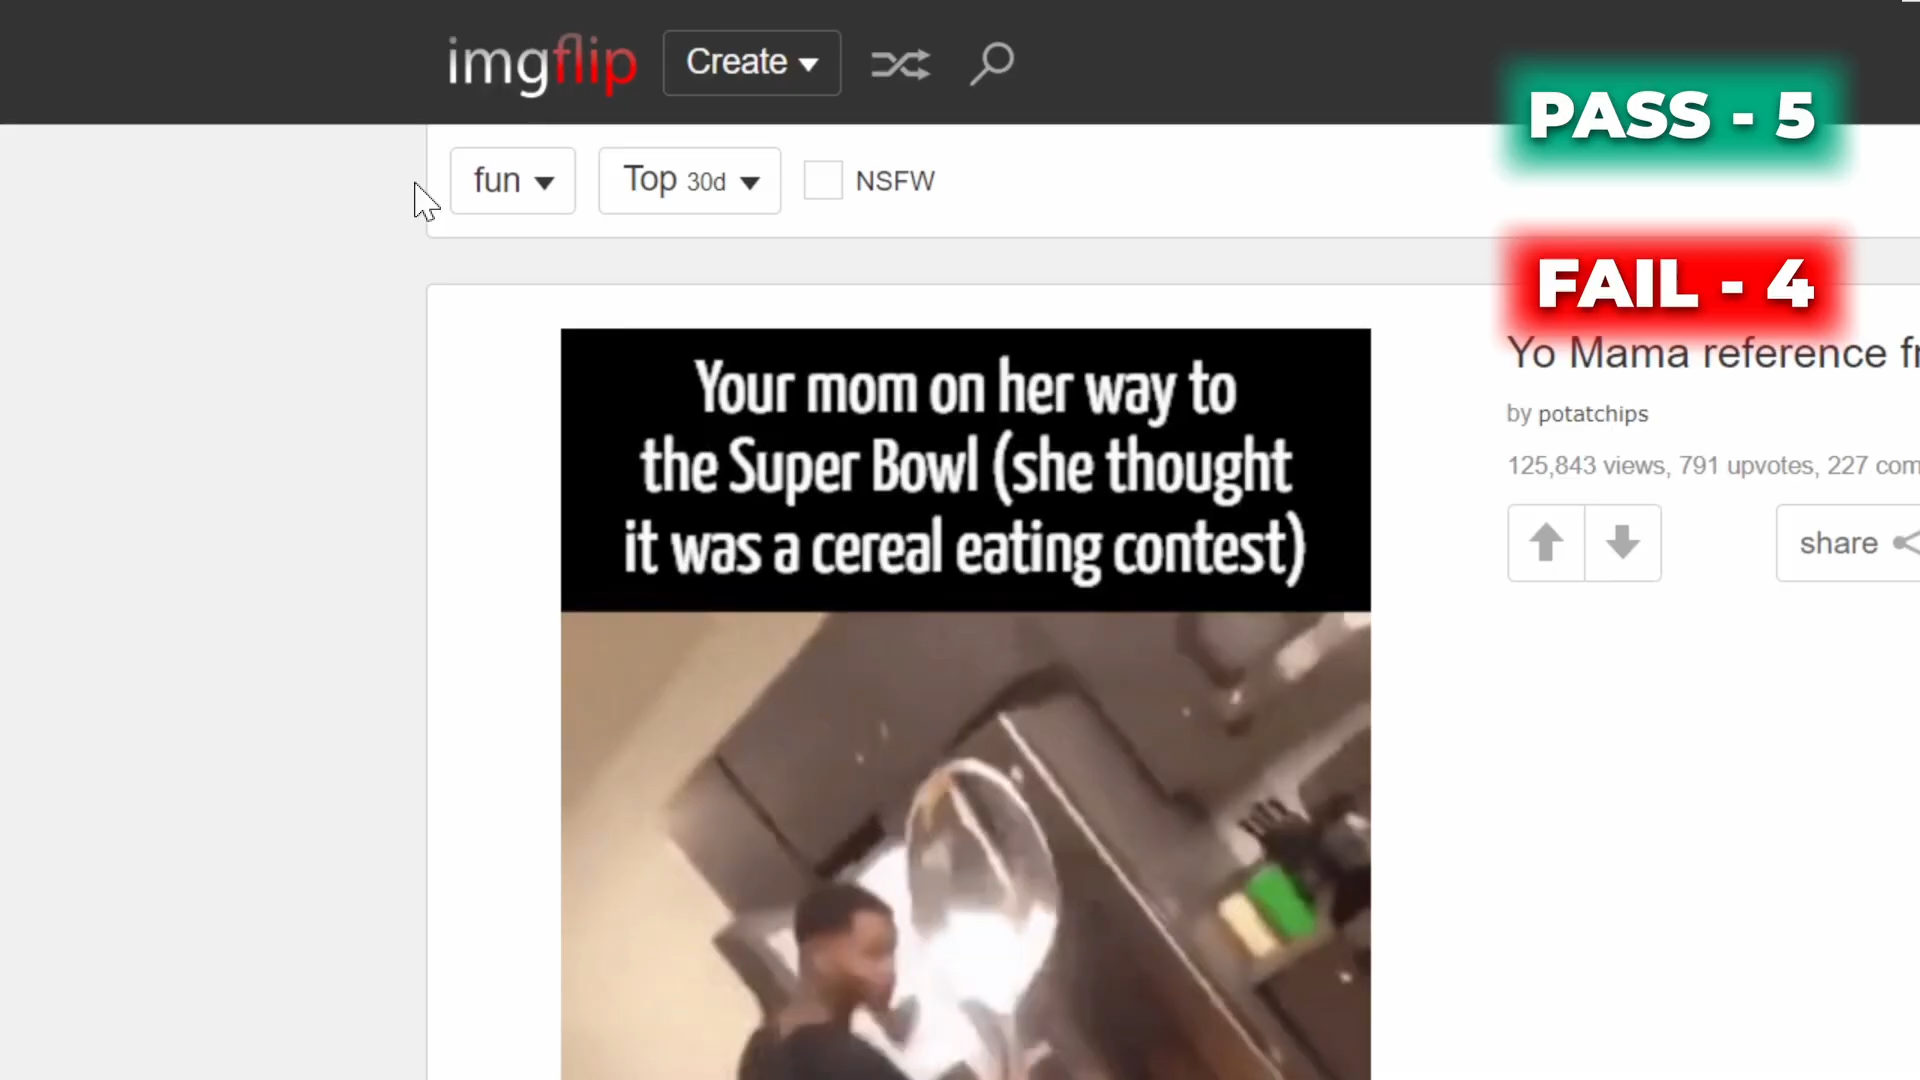 imgflip
Create
PASS - 5
fun
Top 30d
NSFW
FAIL - 4
Your mom on her way to
the Super Bowl (she thought
it was a cereal eating contest)
Yo Mama reference
by potatchips
125,843 views, 791 upvotes, 227
share